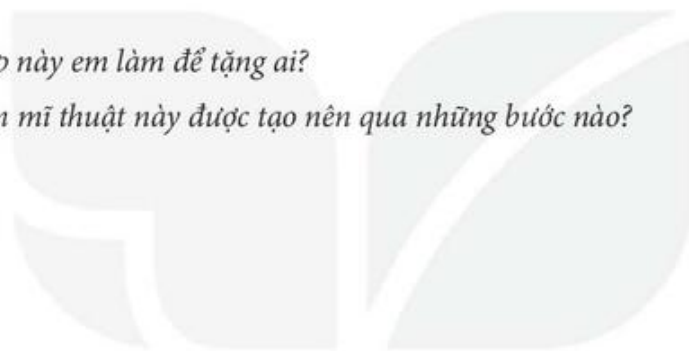 này em làm để tặng ai?
mĩ thuật này được tạo nên qua những bước nào?